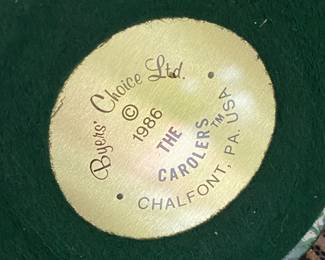 Byers' Choice Ltd.
©
1986
THE
CAROLERS™
CHALFONT, PA. USA